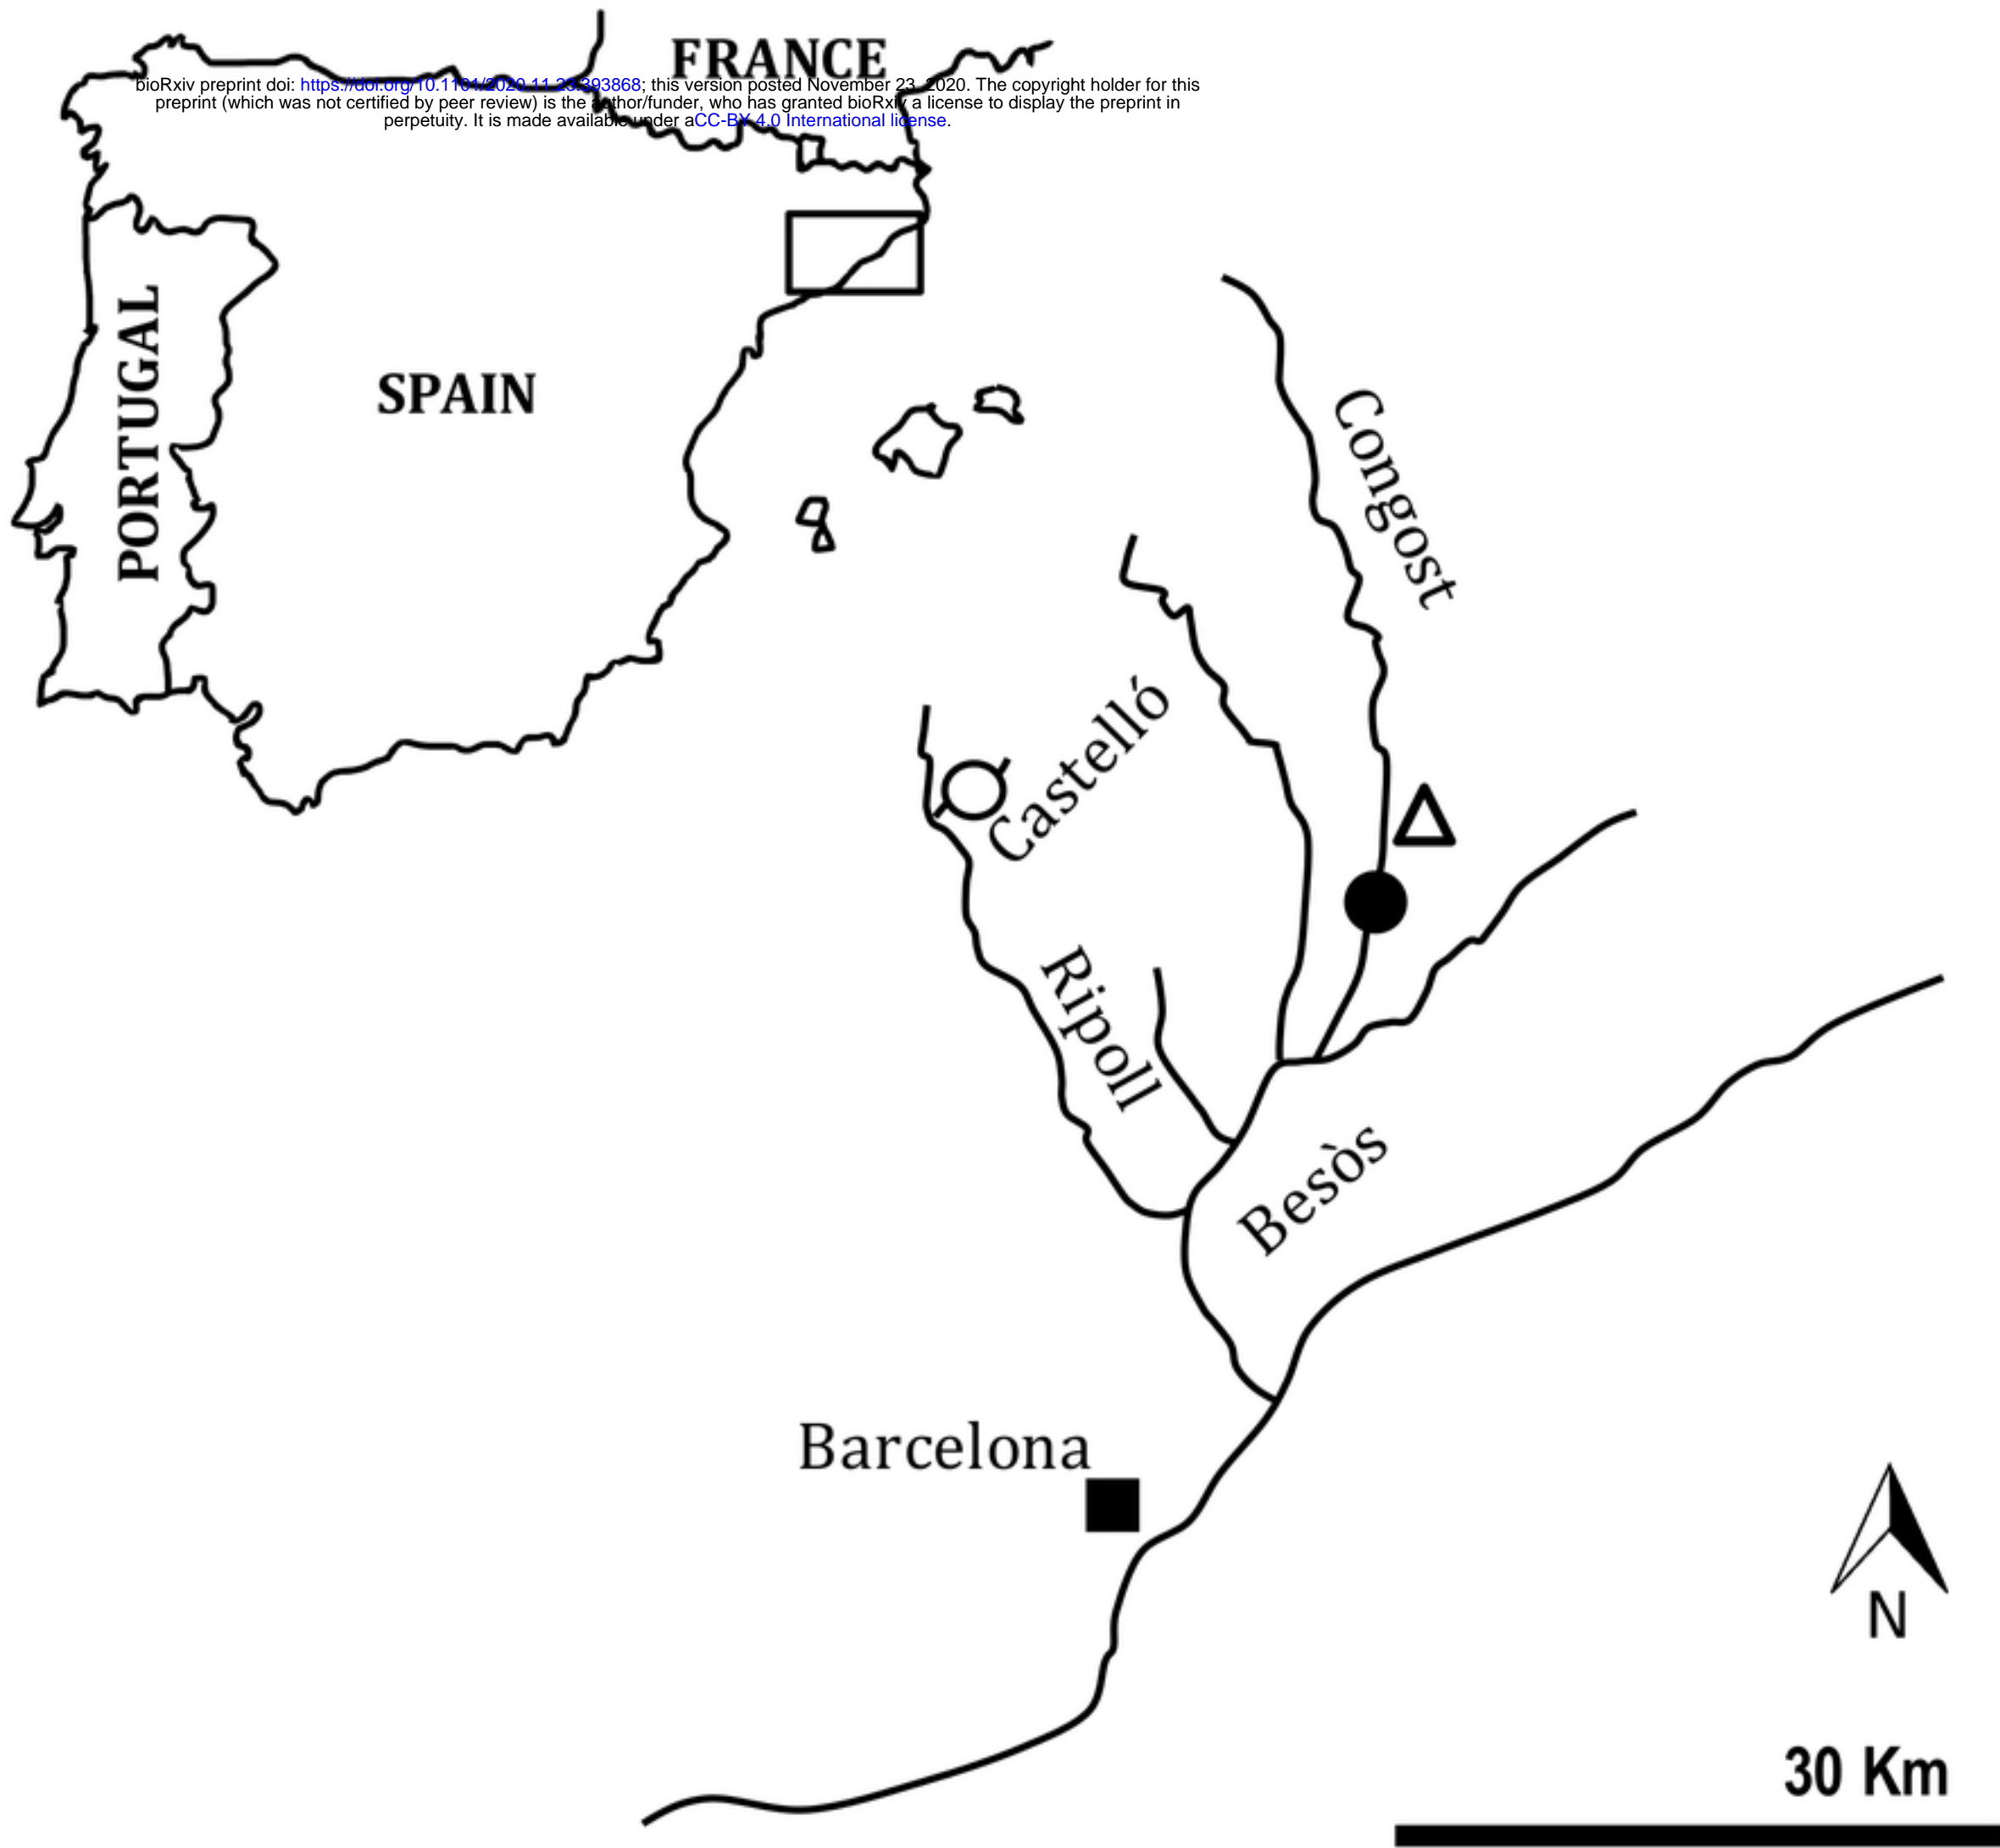 FRANCE
bioRxiv preprint doi: https://doi.org/10.1101/2020.11.23.393868; this version posted November 23, 2020. The copyright holder for this
preprint (which was not certified by peer review) is the author/funder, who has granted bioRxiv a license to display the preprint in
perpetuity. It is made available under aCC-BY 4.0 International license.
PORTUGAL
SPAIN
Congost
Castelló
Ripoll
Besòs
Barcelona
N
30 Km